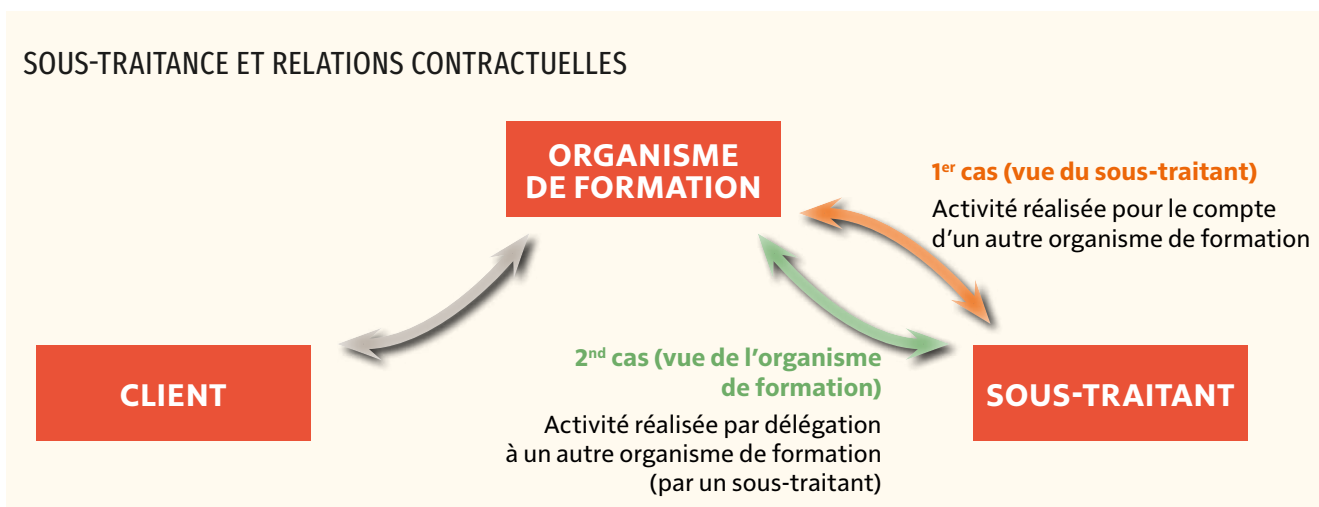 SOUS-TRAITANCE ET RELATIONS CONTRACTUELLES
ORGANISME
DE FORMATION
1er cas (vue du sous-traitant)
Activité réalisée pour le compte
d'un autre organisme de formation
CLIENT
2nd cas (vue de l'organisme
de formation)
Activité réalisée par délégation
à un autre organisme de formation
(par un sous-traitant)
SOUS-TRAITANT